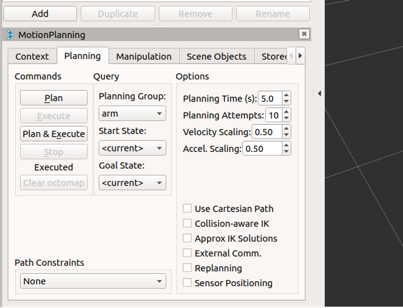 Add Duplicate Remove Rename
MotionPlanning
Context Planning Manipulation Scene Objects
Commands Query Options
Plan
Execute
Plan & Execute
Stop
Executed
Clear octomap
Planning Group:
arm
Start State:
<current>
Goal State:
<current>
Planning Time (s): 5.0
Planning Attempts: 10
Velocity Scaling: 0.50
Accel. Scaling: 0.50
Use Cartesian Path
Collision-aware IK
Approx IK Solutions
External Comm.
Replanning
Sensor Positioning
Path Constraints
None